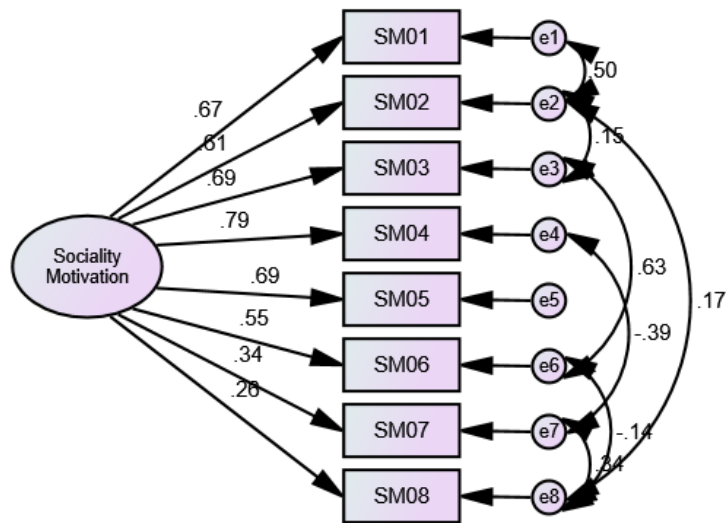 SM01
e1
.50
.67
SM02
e2
.61
.15
SM03
e3
.69
.79
SM04
e4
Sociality
Motivation
.63
.69
SM05
e5
.17
-.39
.55
SM06
e6
.34
.26
SM07
e7
-.14
.34
SM08
e8